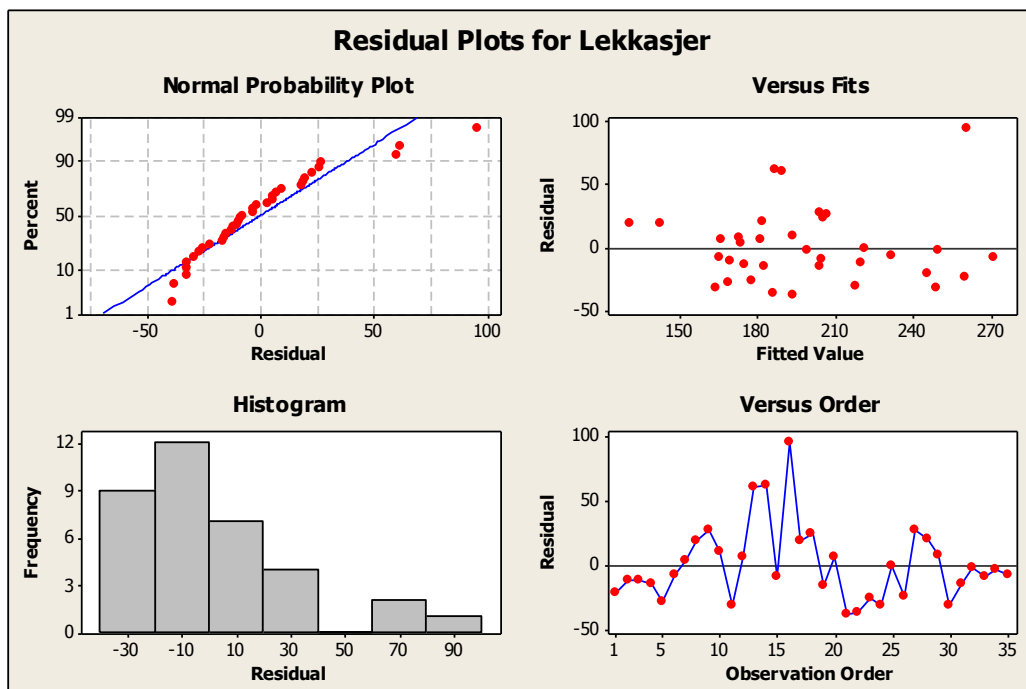 Residual Plots for Lekkasjer
Normal Probability Plot
99
90
50
10
1
Percent
-50 0 50 100
Residual
Versus Fits
100
50
0
-50
Residual
150 180 210 240 270
Fitted Value
Histogram
12
9
6
3
0
Frequency
-30 -10 10 30 50 70 90
Residual
Versus Order
100
50
0
-50
Residual
1 5 10 15 20 25 30 35
Observation Order